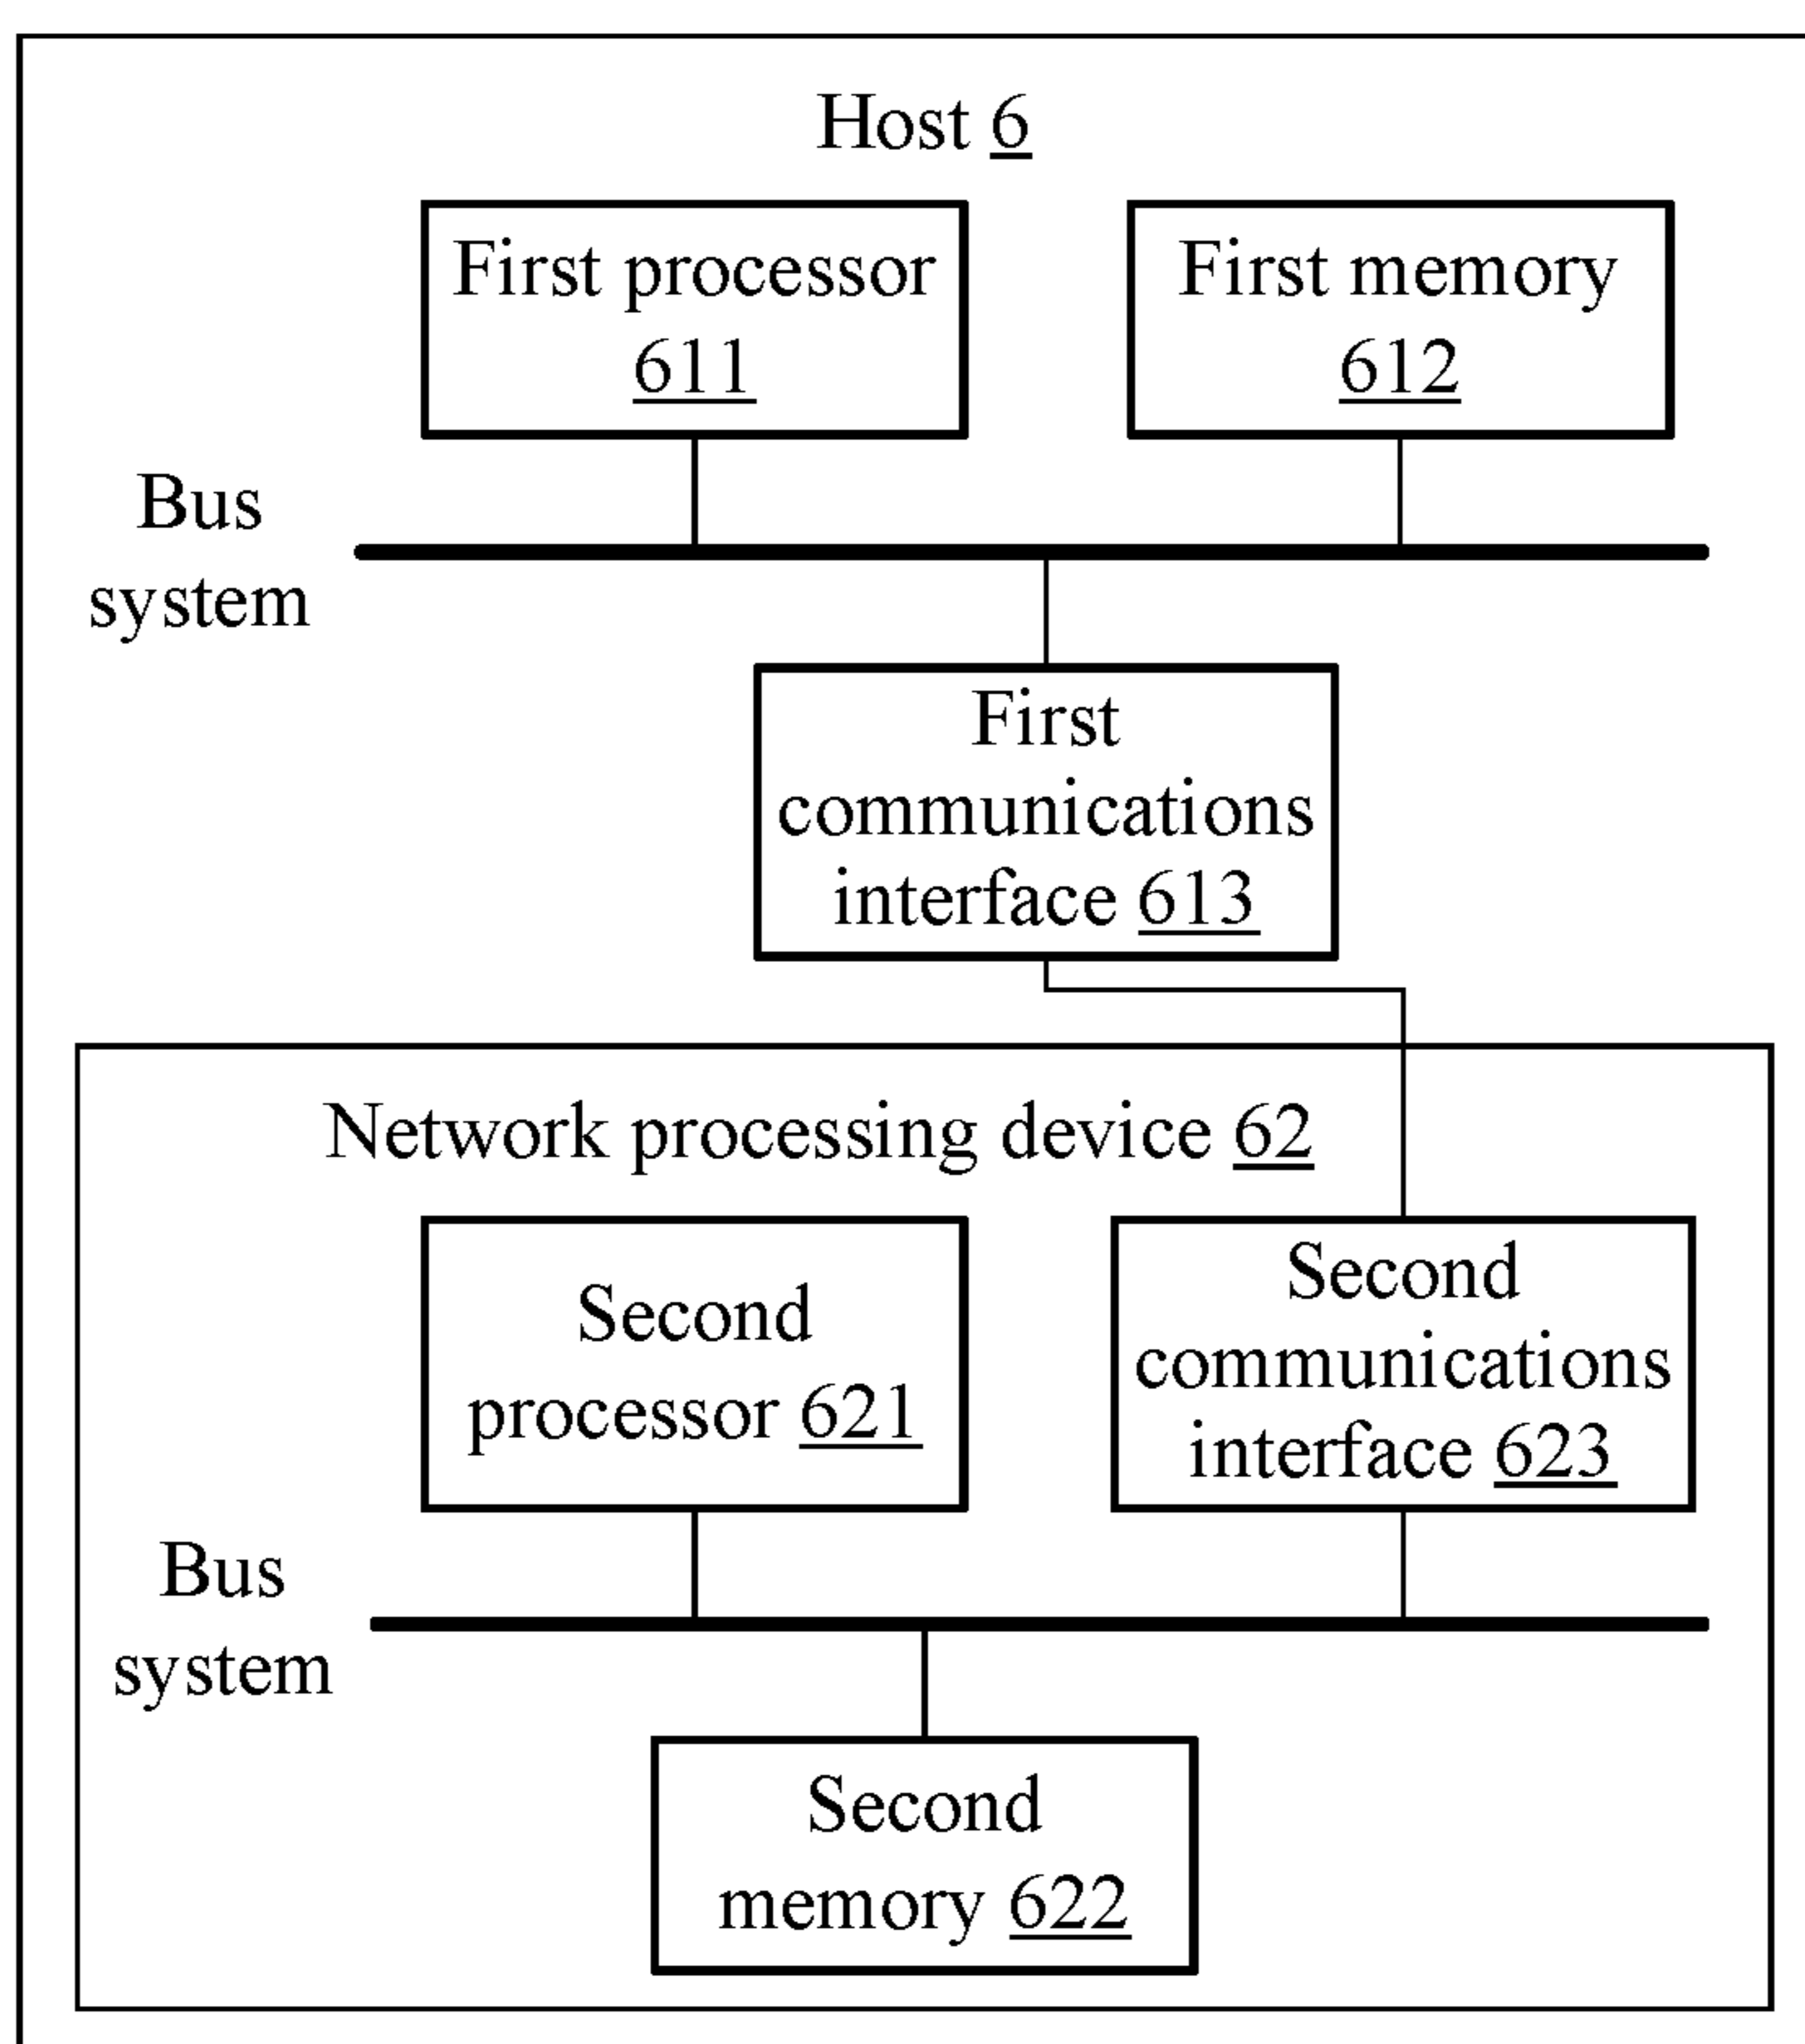 Host 6
First processor
611
First memory
612
Bus
system
First
communications
interface 613
Network processing device 62
Second
processor 621
Second
communications
interface 623
Bus
system
Second
memory 622